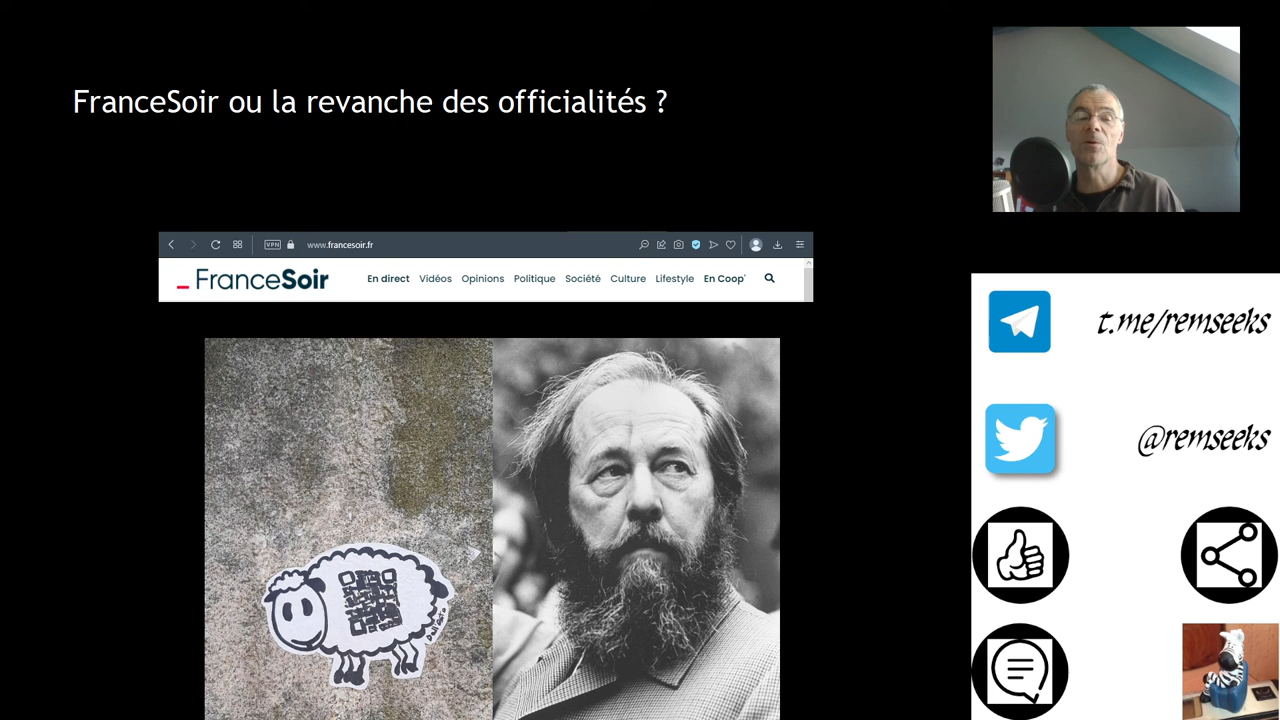 FranceSoir ou la revanche des officialités ?
VPN www.francesoir.fr
FranceSoir En direct Vidéos Opinions Politique Société Culture Lifestyle En Coop'
t.me/remseeks
@remseeks